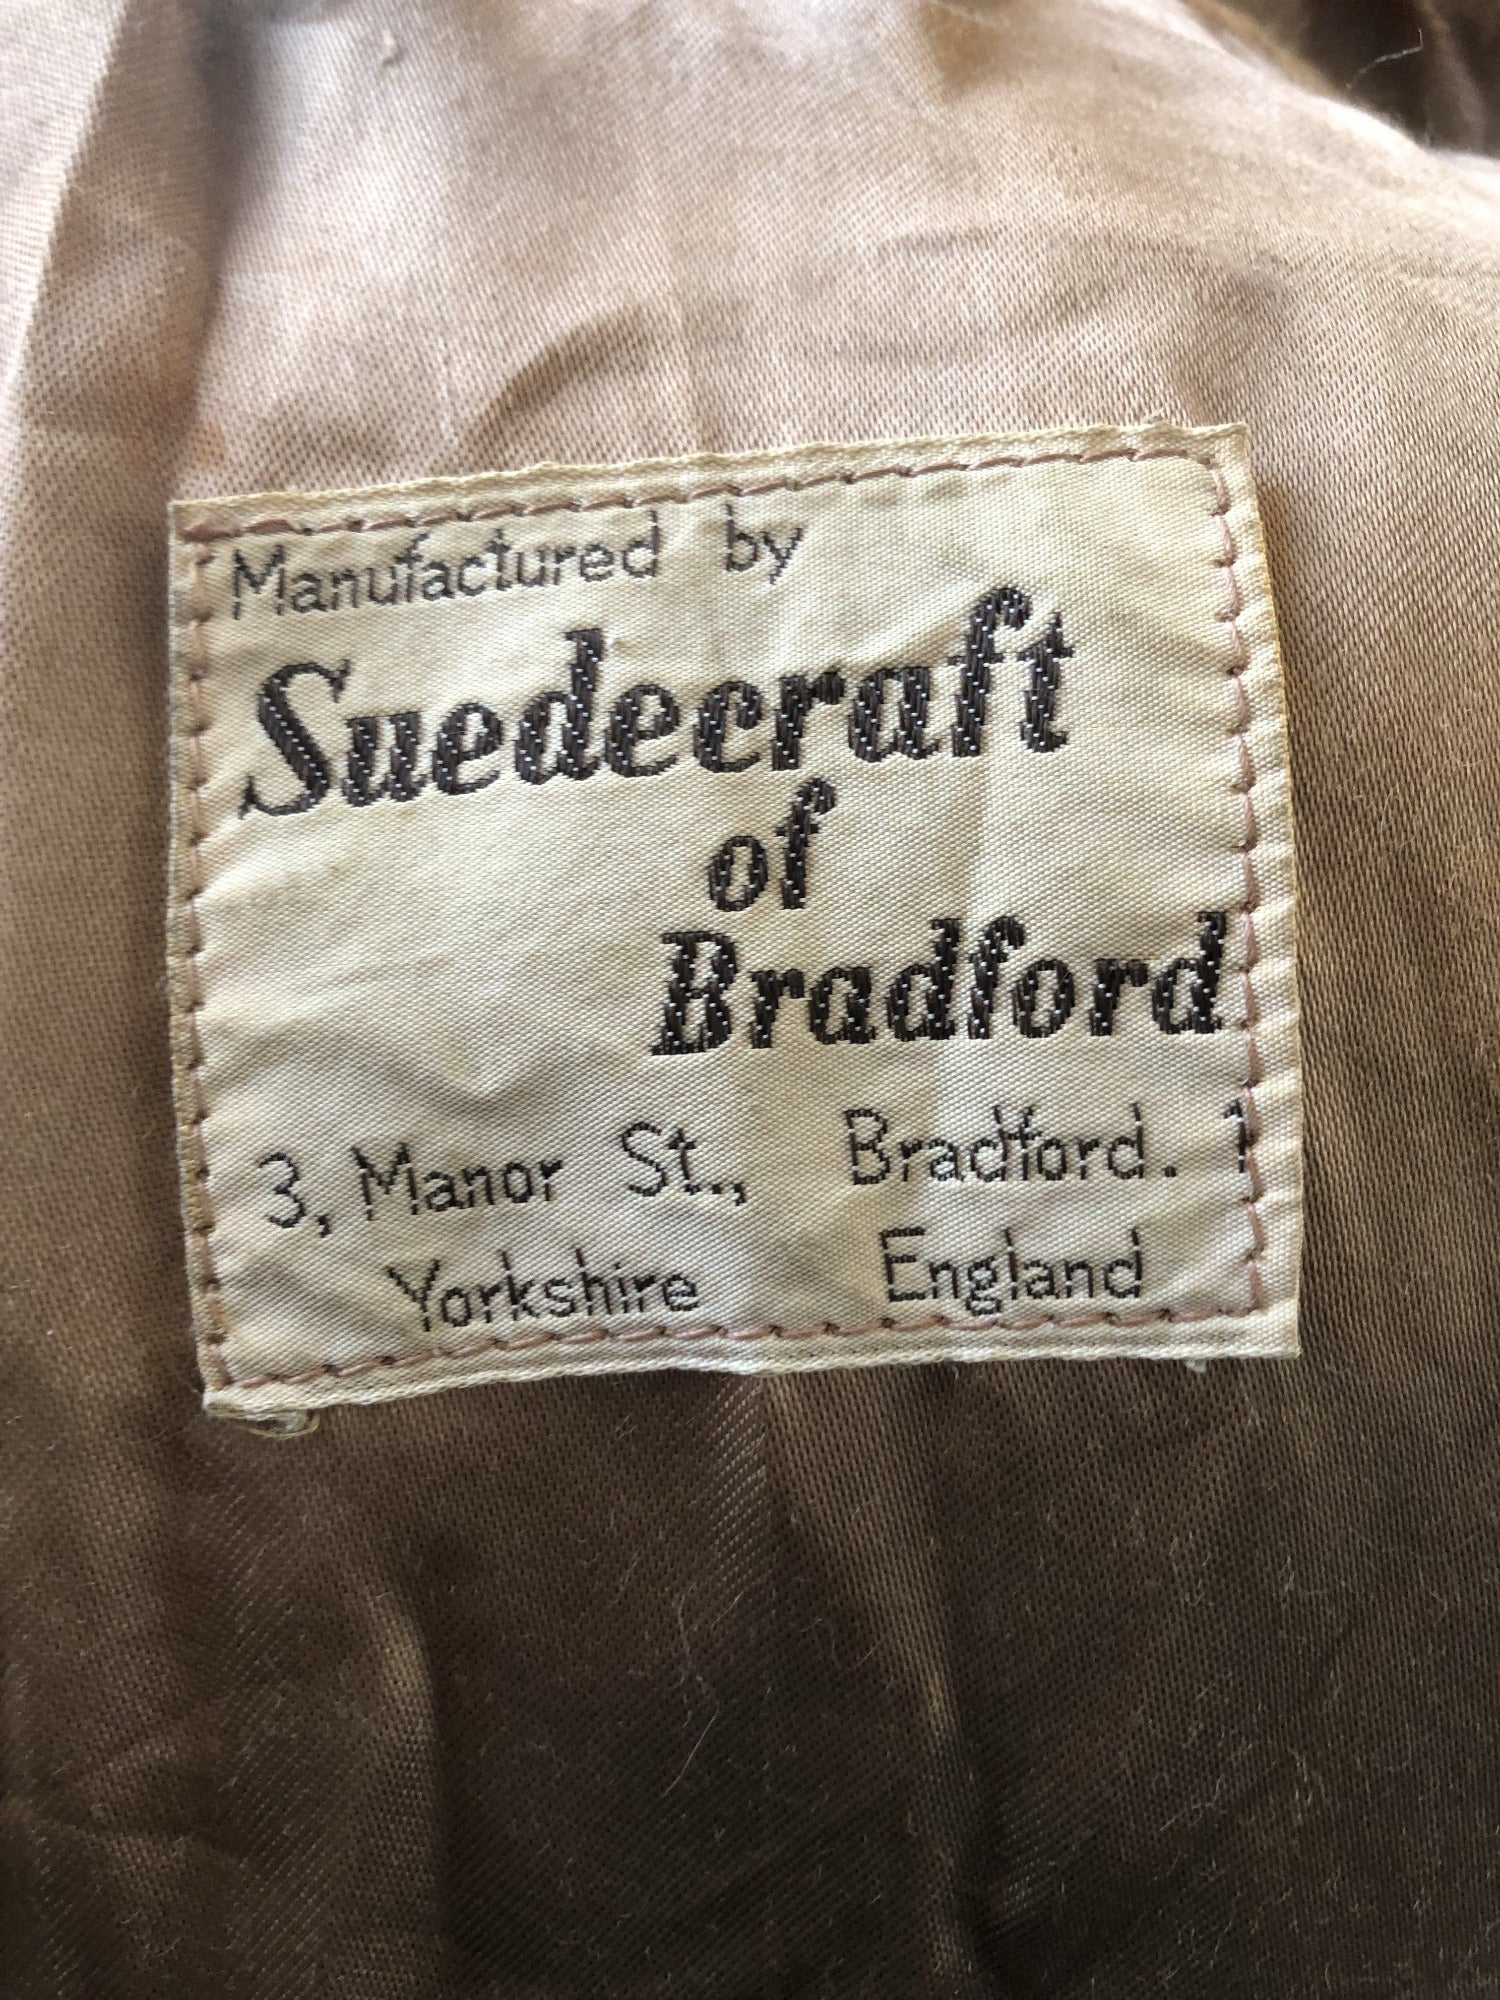 Manufactured by
Suedecraft
of
Bradford
3, Manor St., Bradford. 1
Yorkshire England